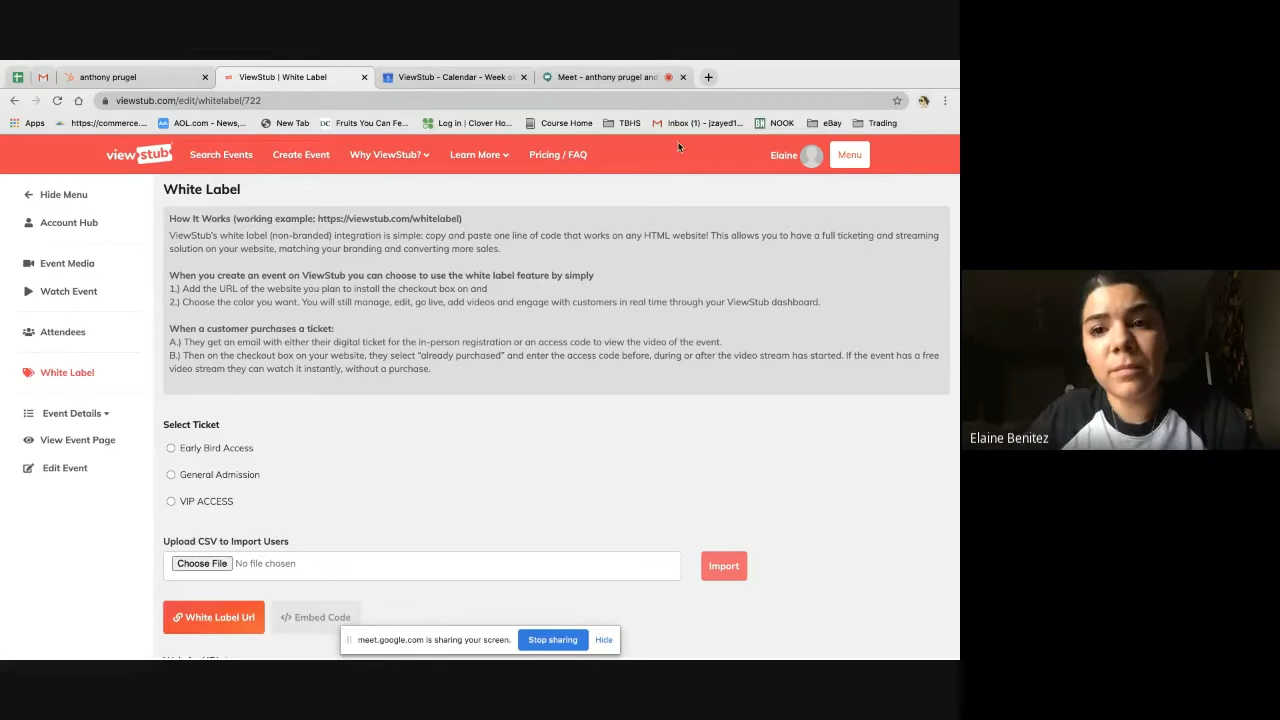 anthony prugel
ViewStub | White Label
ViewStub - Calendar - Week o
Meet - anthony prugel and
viewstub.com/edit/whitelabel/722
Apps
https://commerce....
AOL.com - News,...
New Tab
Fruits You Can Fe...
Log in | Clover Ho...
Course Home
TBHS
Inbox (1) - jzayed1...
NOOK
eBay
Trading
view stub
Search Events
Create Event
Why ViewStub?
Learn More
Pricing / FAQ
Elaine
Menu
Hide Menu
Account Hub
Event Media
Watch Event
Attendees
White Label
Event Details
View Event Page
Edit Event
White Label
How It Works (working example: https://viewstub.com/whitelabel)
ViewStub's white label (non-branded) integration is simple: copy and paste one line of code that works on any HTML website! This allows you to have a full ticketing and streaming
solution on your website, matching your branding and converting more sales.
When you create an event on ViewStub you can choose to use the white label feature by simply
1.) Add the URL of the website you plan to install the checkout box on and
2.) Choose the color you want. You will still manage, edit, go live, add videos and engage with customers in real time through your ViewStub dashboard.
When a customer purchases a ticket:
A.) They get an email with either their digital ticket for the in-person registration or an access code to view the video of the event.
B.) Then on the checkout box on your website, they select "already purchased" and enter the access code before, during or after the video stream has started. If the event has a free
video stream they can watch it instantly, without a purchase.
Select Ticket
Early Bird Access
General Admission
VIP ACCESS
Upload CSV to Import Users
Choose File No file chosen
Import
White Label Url
</> Embed Code
meet.google.com is sharing your screen.
Stop sharing
Hide
Elaine Benitez